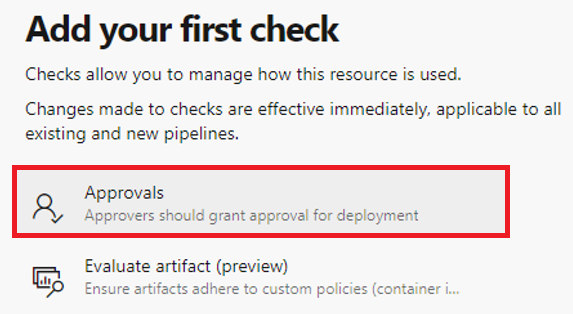 Add your first check
Checks allow you to manage how this resource is used.
Changes made to checks are effective immediately, applicable to all
existing and new pipelines.
Approvals
Approvers should grant approval for deployment
Evaluate artifact (preview)
Ensure artifacts adhere to custom policies (container i...